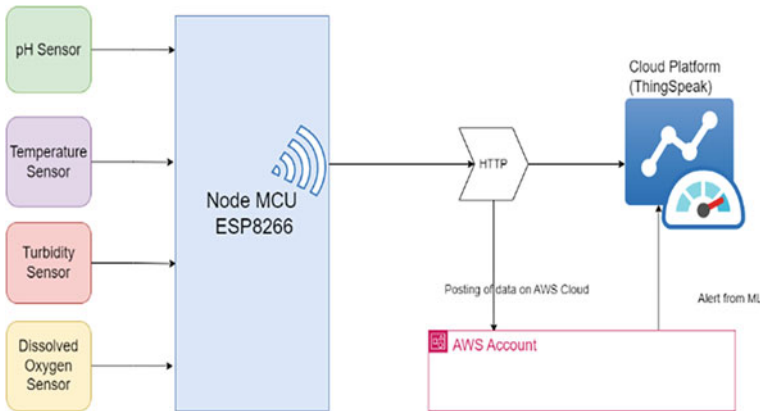 pH Sensor
Temperature
Sensor
Turbidity
Sensor
Dissolved
Oxygen
Sensor
Node MCU
ESP8266
HTTP
Cloud Platform
(ThingSpeak)
Posting of data on AWS Cloud
Alert from ML
AWS Account